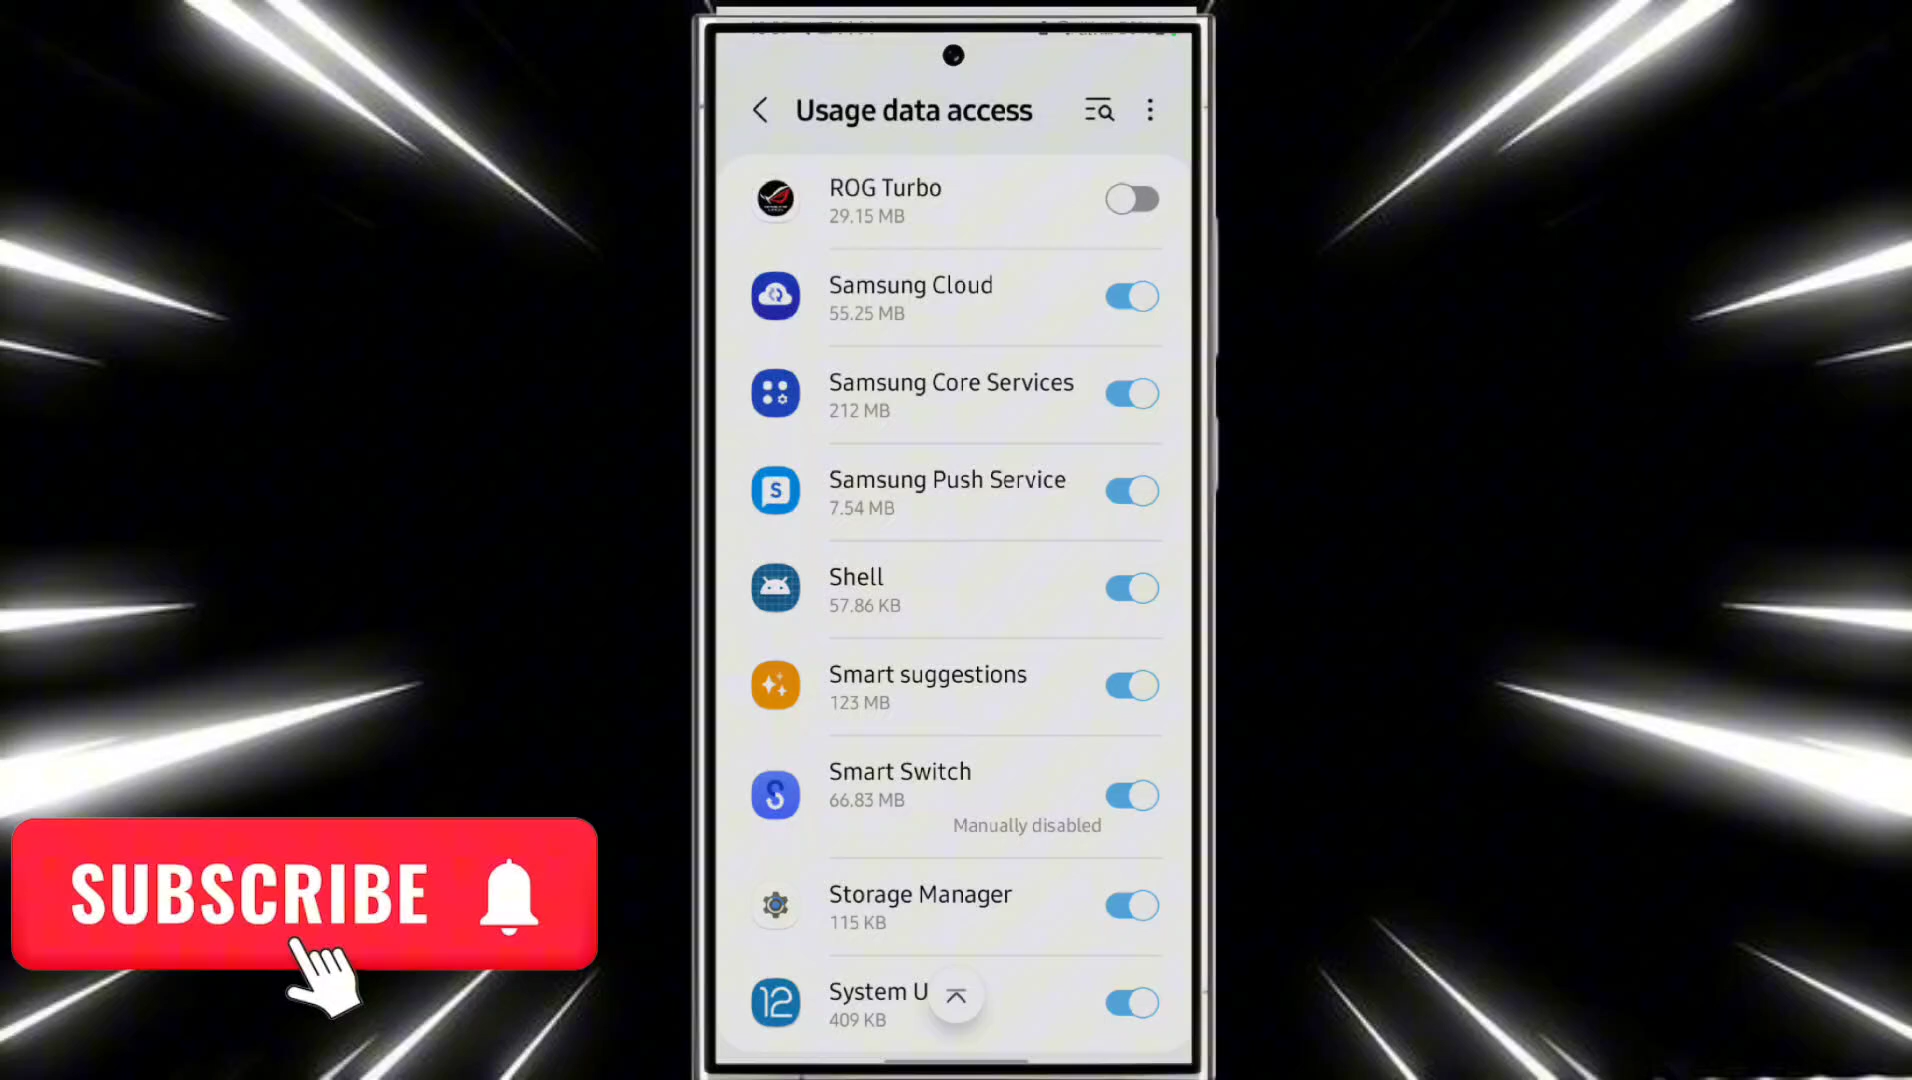 Usage data access
ROG Turbo
29.15 MB
Samsung Cloud
55.25 MB
Samsung Core Services
212 MB
Samsung Push Service
7.54 MB
S
Shell
57.86 KB
Smart suggestions
123 MB
Smart Switch
66.83 MB
Manually disabled
Storage Manager
115 KB
System U
409 KB
12
SUBSCRIBE